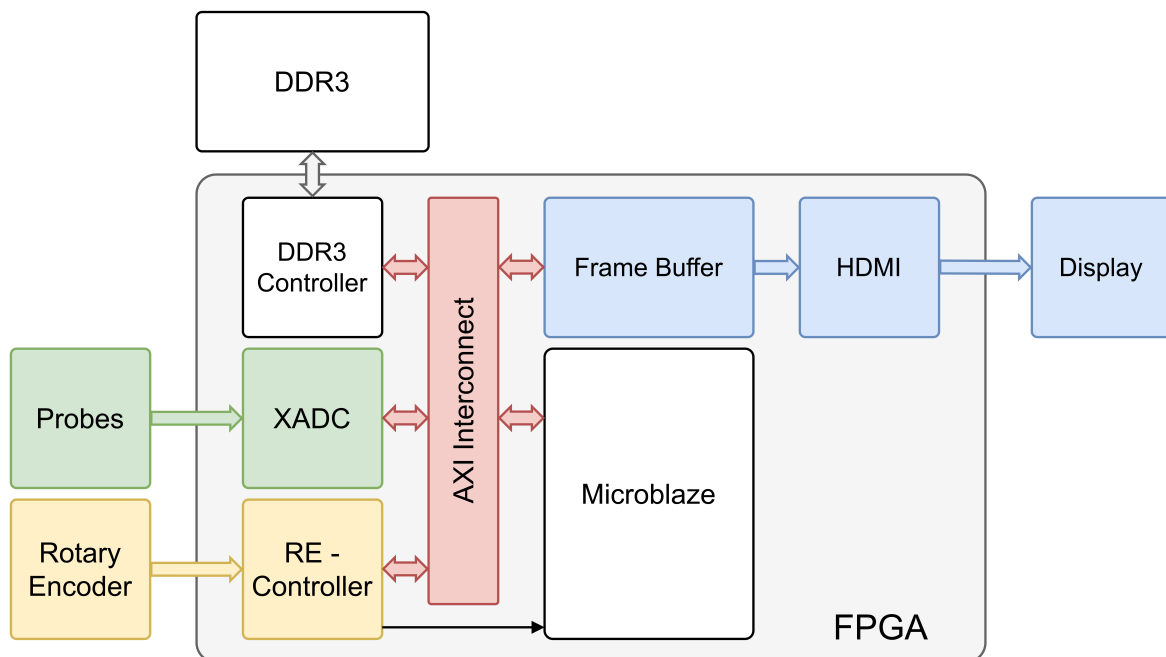 DDR3
DDR3
Controller
AXI Interconnect
Frame Buffer
HDMI
Display
Probes
XADC
Microblaze
Rotary
Encoder
RE -
Controller
FPGA